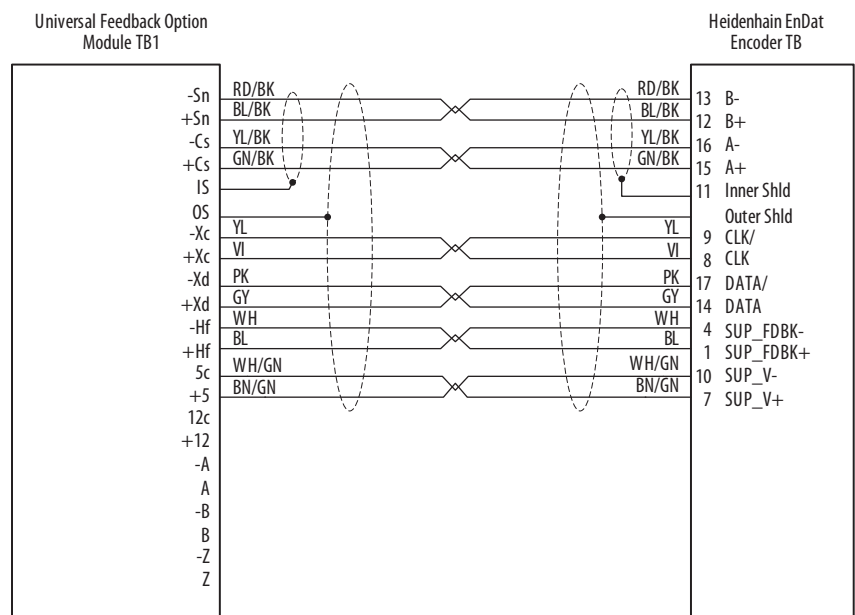 Universal Feedback Option
Module TB1
Heidenhain EnDat
Encoder TB
-Sn RD/BK RD/BK 13 B-
+Sn BL/BK BL/BK 12 B+
-Cs YL/BK YL/BK 16 A-
+Cs GN/BK GN/BK 15 A+
IS 11 Inner Shld
OS Outer Shld
-Xc YL YL 9 CLK/
+Xc VI VI 8 CLK
-Xd PK PK 17 DATA/
+Xd GY GY 14 DATA
-Hf WH WH 4 SUP_FDBK-
+Hf BL BL 1 SUP_FDBK+
5c WH/GN WH/GN 10 SUP_V-
+5 BN/GN BN/GN 7 SUP_V+
12c
+12
-A
A
-B
B
-Z
Z